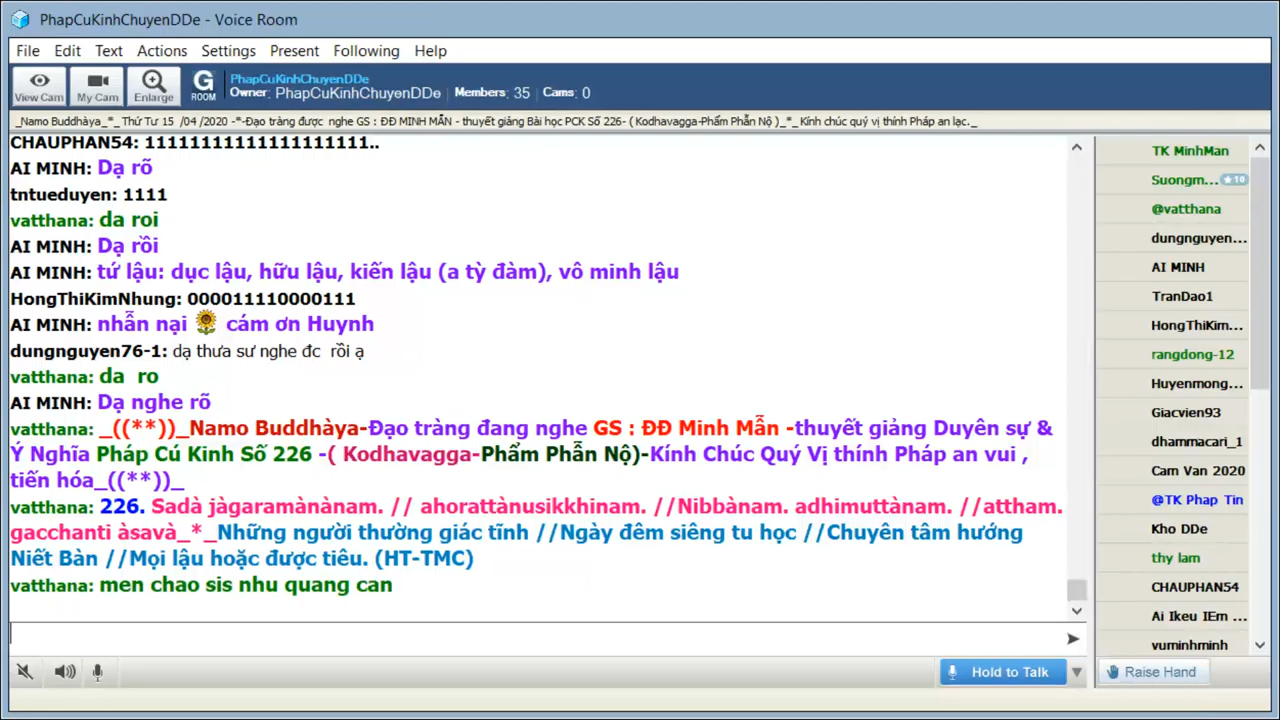 PhapCuKinhChuyenDDe - Voice Room
File Edit Text Actions Settings Present Following Help
View Cam My Cam Enlarge G ROOM
PhapCuKinhChuyenDDe
Owner: PhapCuKinhChuyenDDe Members: 35 Cams: 0
_Namo Buddhàya_*_ Thứ Tư 15 /04 /2020 -*-Đạo tràng được nghe GS : ĐĐ MINH MẪN - thuyết giảng Bài học PCK Số 226- ( Kodhavagga-Phẩm Phẫn Nộ )_*_ Kính chúc quý vị thính Pháp an lạc._
CHAUPHAN54: 11111111111111111111..
AI MINH: Dạ rõ
tntueduyen: 1111
vatthana: da roi
AI MINH: Dạ rồi
AI MINH: tứ lậu: dục lậu, hữu lậu, kiến lậu (a tỳ đàm), vô minh lậu
HongThiKimNhung: 000011110000111
AI MINH: nhẫn nại 🌻 cám ơn Huynh
dungnguyen76-1: dạ thưa sư nghe đc rồi ạ
vatthana: da ro
AI MINH: Dạ nghe rõ
vatthana: _((**))_Namo Buddhàya-Đạo tràng đang nghe GS : ĐĐ Minh Mẫn -thuyết giảng Duyên sự &
Ý Nghĩa Pháp Cú Kinh Số 226 -( Kodhavagga-Phẩm Phẫn Nộ)-Kính Chúc Quý Vị thính Pháp an vui ,
tiến hóa_((**))_
vatthana: 226. Sadà jàgaramànànam. // ahorattànusikkhinam. //Nibbànam. adhimuttànam. //attham.
gacchanti àsavà_*_Những người thường giác tĩnh //Ngày đêm siêng tu học //Chuyên tâm hướng
Niết Bàn //Mọi lậu hoặc được tiêu. (HT-TMC)
vatthana: men chao sis nhu quang can
Hold to Talk
TK MinhMan
Suongm... ★10
@vatthana
dungnguyen...
AI MINH
TranDao1
HongThiKim...
rangdong-12
Huyenmong...
Giacvien93
dhammacari_1
Cam Van 2020
@TK Phap Tin
Kho DDe
thy lam
CHAUPHAN54
Ai Ikeu IEm ...
vuminhminh
Raise Hand